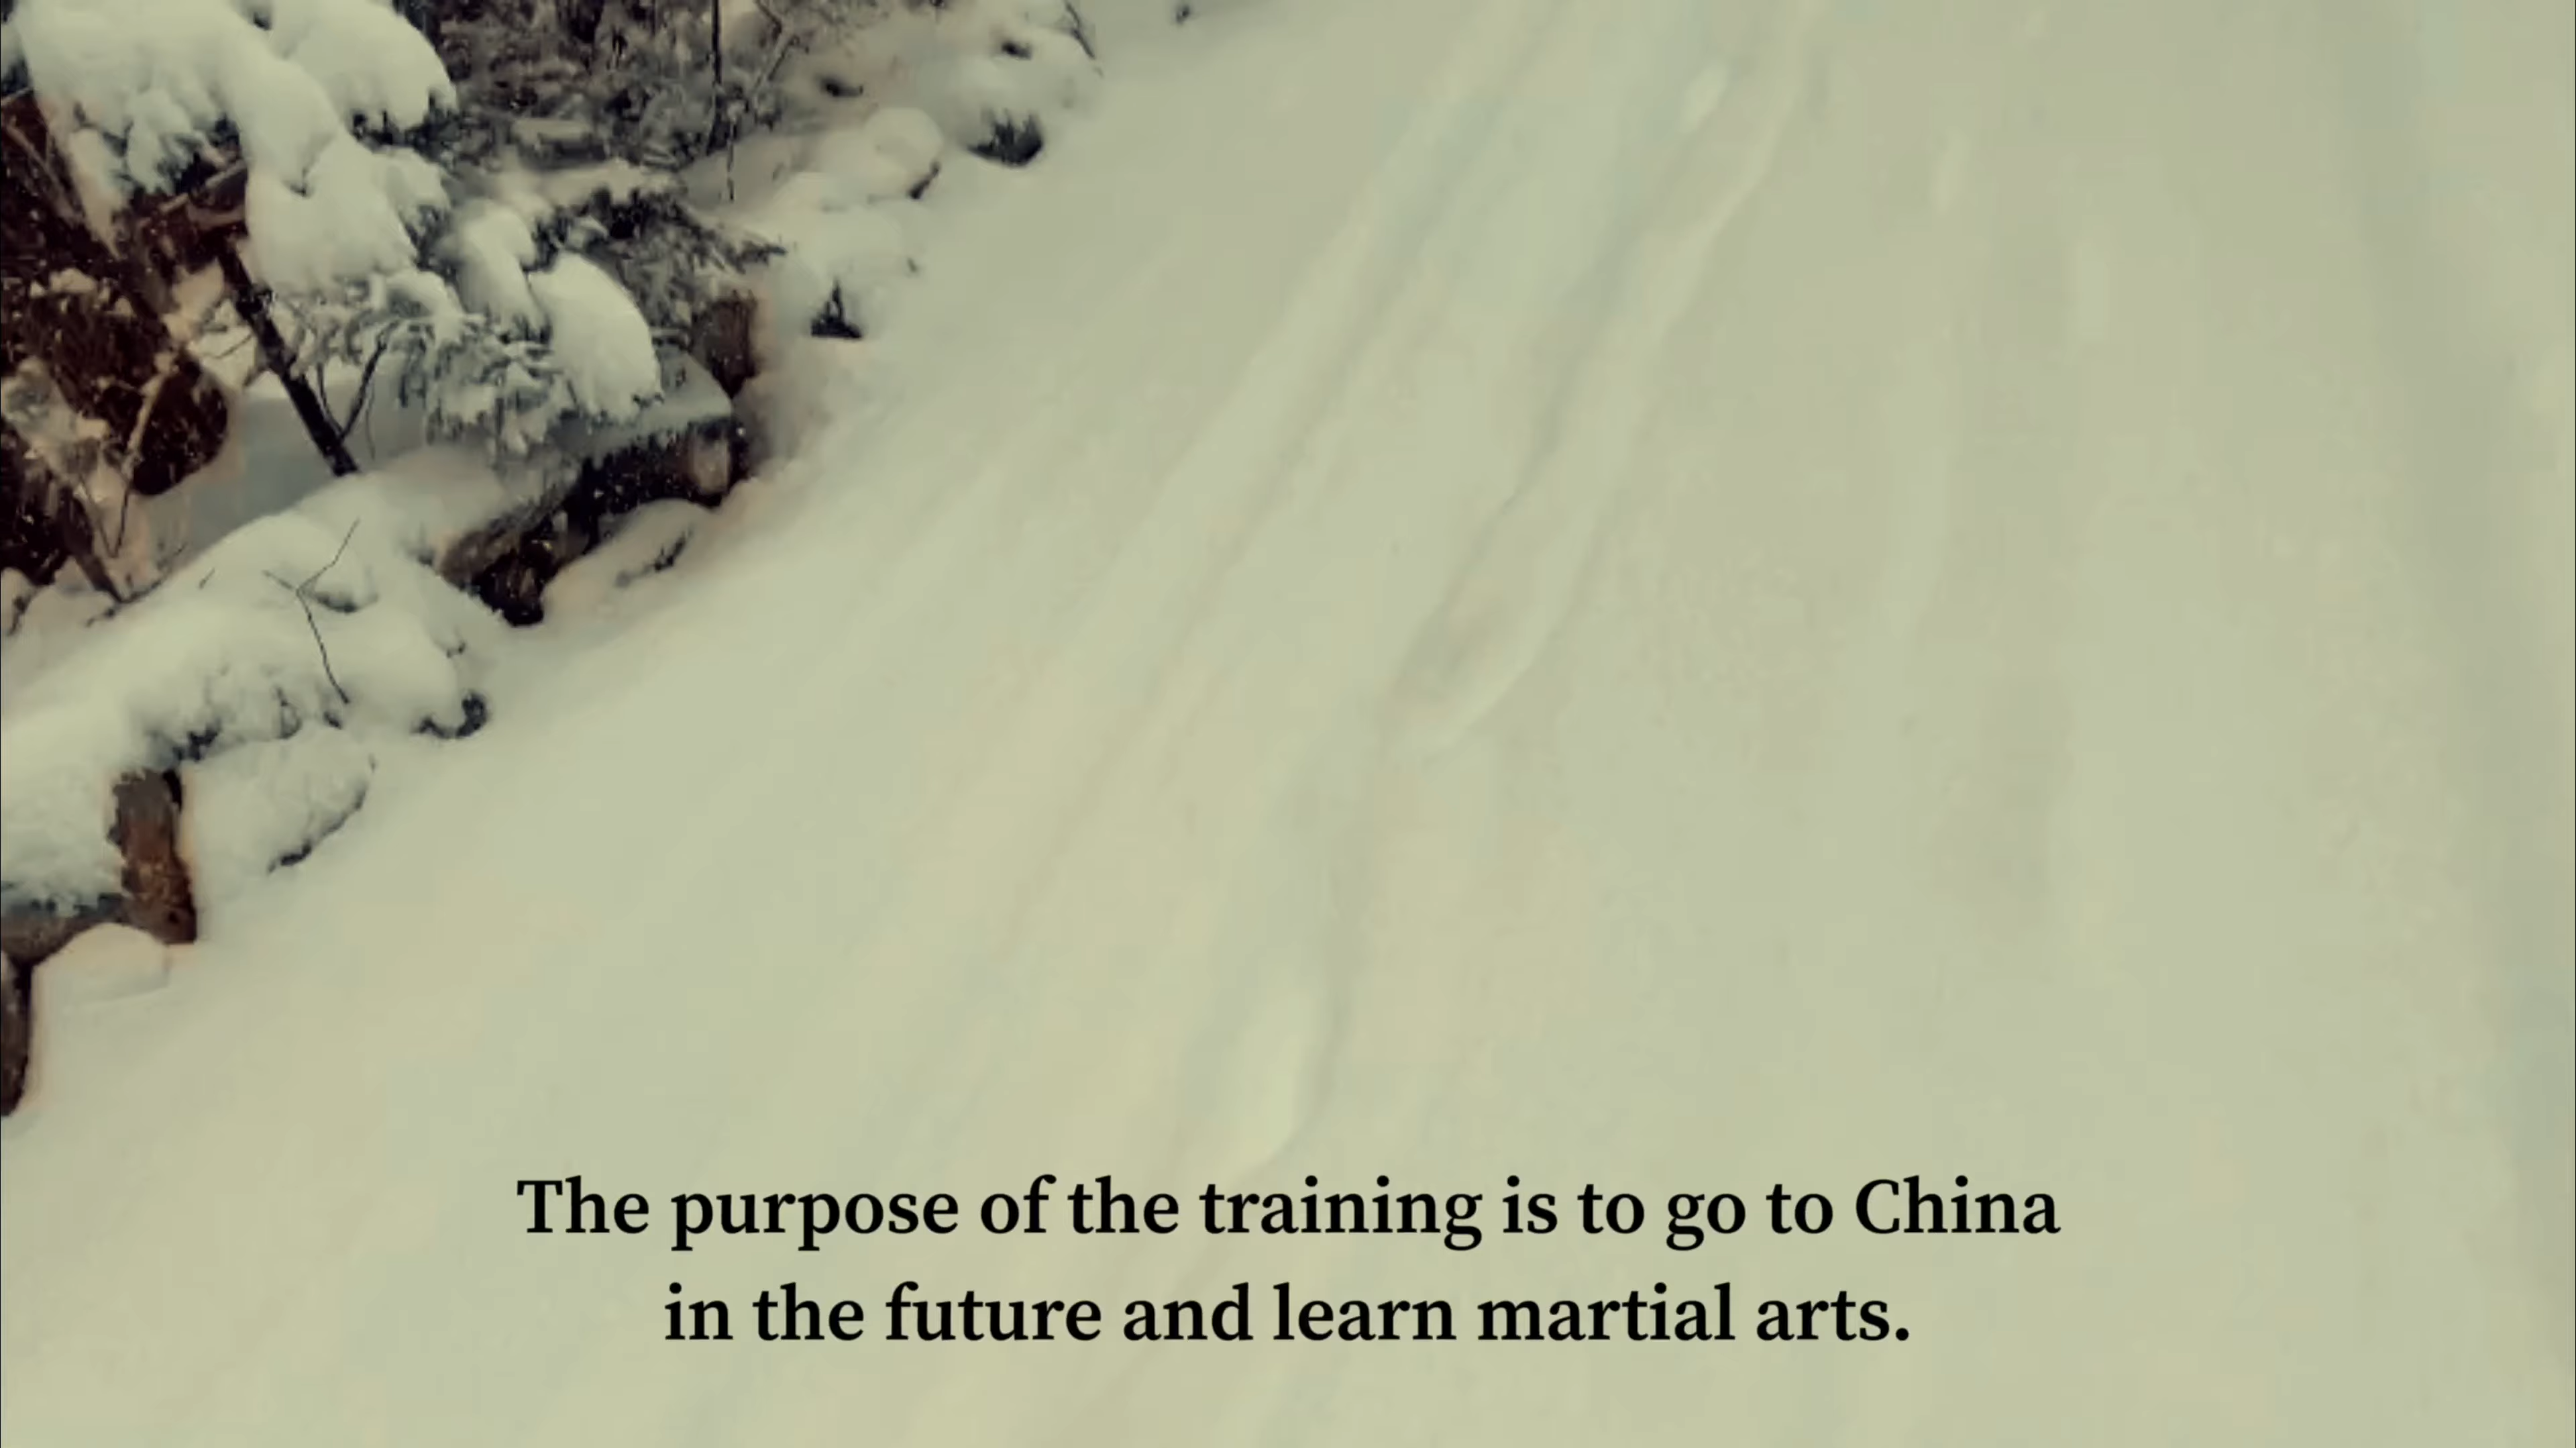 The purpose of the training is to go to China
in the future and learn martial arts.